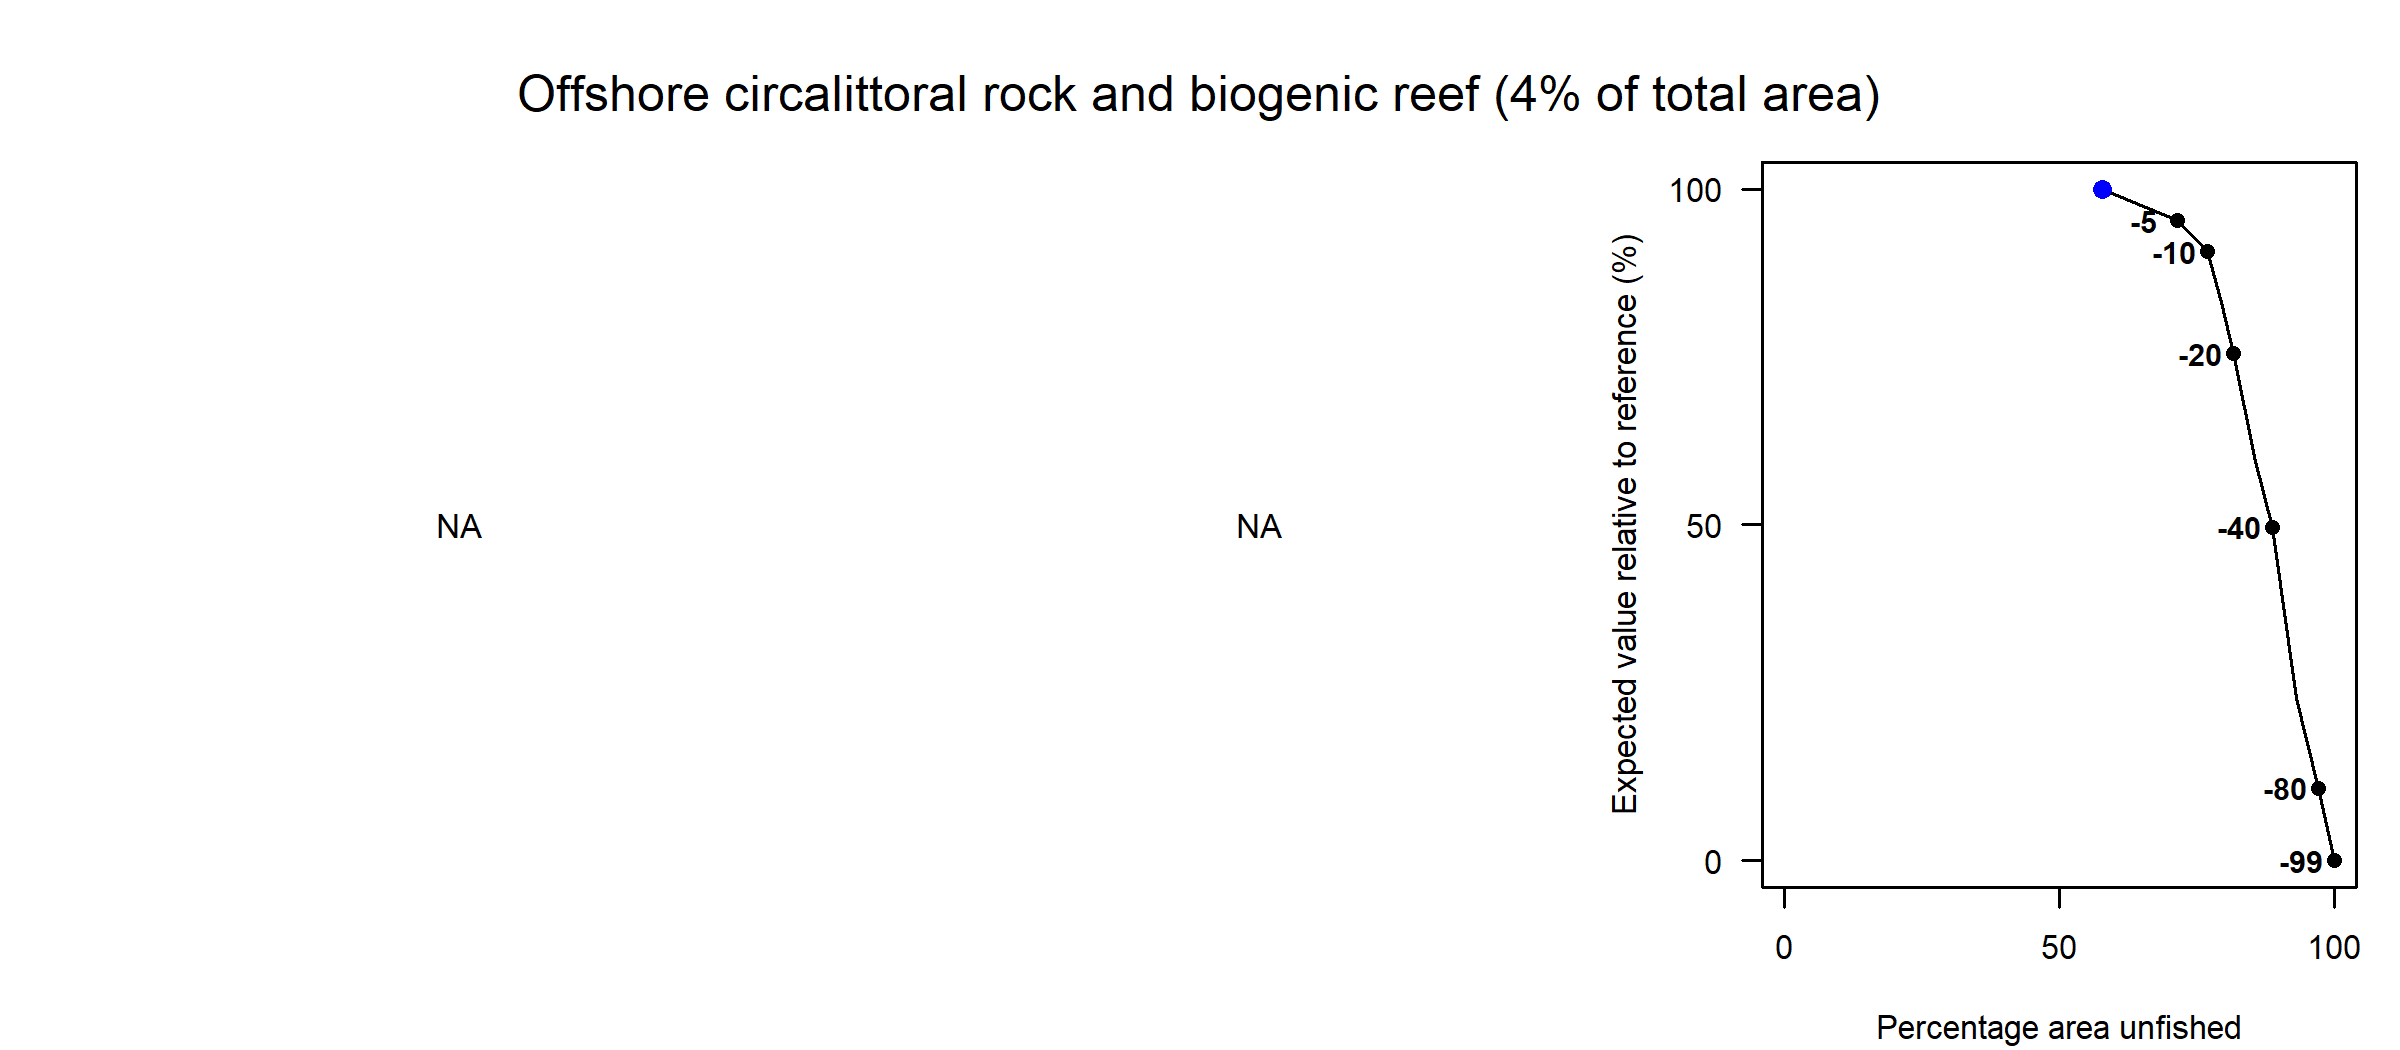 Offshore circalittoral rock and biogenic reef (4% of total area)
NA
NA
Expected value relative to reference (%)
100
50
0
-5
-10
-20
-40
-80
-99
0 50 100
Percentage area unfished